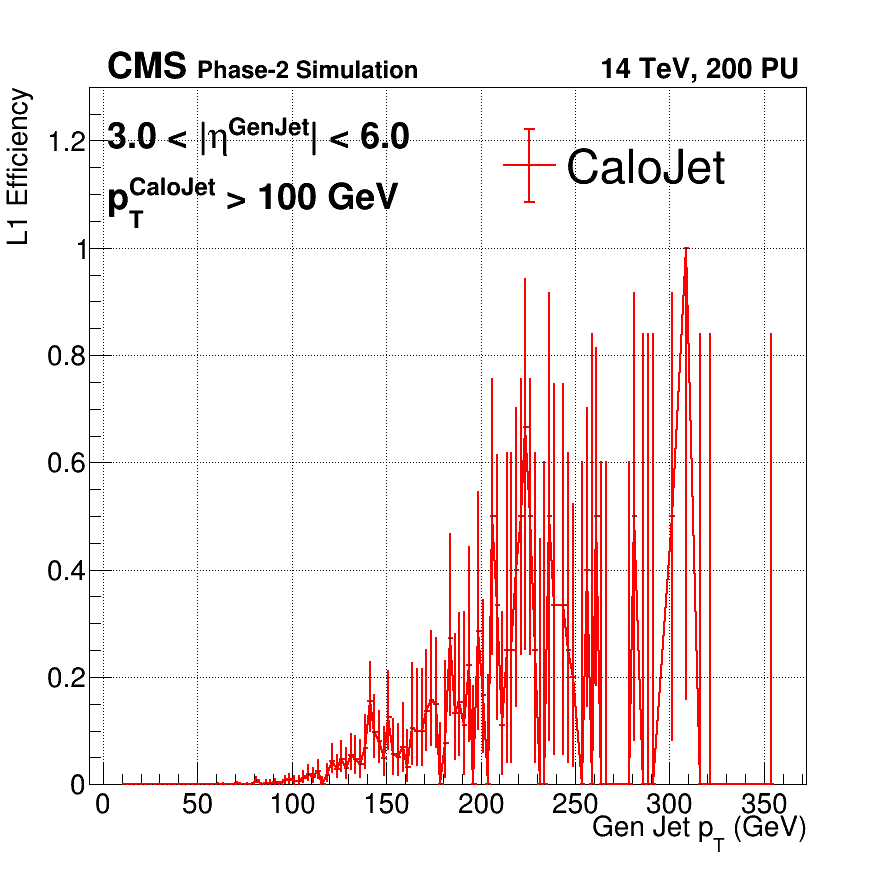 CMS Phase-2 Simulation 14 TeV, 200 PU
L1 Efficiency
3.0 < |η^GenJet| < 6.0
p_T^CaloJet > 100 GeV
CaloJet
1.2
1
0.8
0.6
0.4
0.2
0
0 50 100 150 200 250 300 350
Gen Jet p_T (GeV)